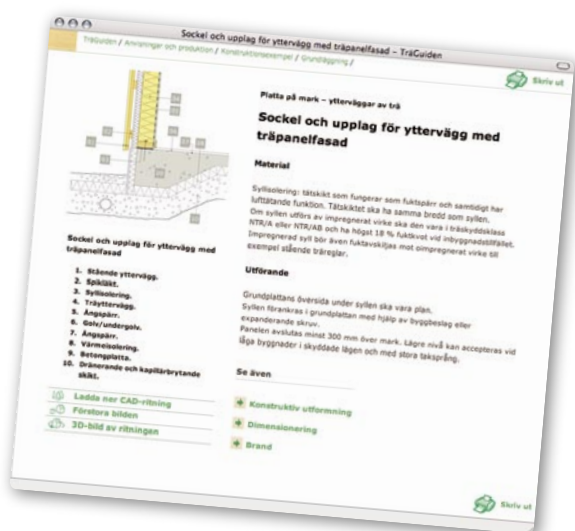 Sockel och upplag för yttervägg med träpanelfasad – TräGuiden
TräGuiden / Anvisningar och produktion / Konstruktionsexempel / Grundläggning /
Skriv ut
Platta på mark – ytterväggar av trä
Sockel och upplag för yttervägg med
träpanelfasad
Material
Syllisolering: tätskikt som fungerar som fuktspärr och samtidigt har
lufttätande funktion. Tätskiktet ska ha samma bredd som syllen.
Om syllen utförs av impregnerat virke ska den vara i träskyddsklass
NTR/A eller NTR/AB och ha högst 18 % fuktkvot vid inbyggnadstillfället.
Impregnerad syll bör även fuktavskiljas mot oimpregnerat virke till
exempel stående träreglar.
Utförande
Grundplattans översida under syllen ska vara plan.
Syllen förankras i grundplattan med hjälp av byggbeslag eller
expanderande skruv.
Panelen avslutas minst 300 mm över mark. Lägre nivå kan accepteras vid
låga byggnader i skyddade lägen och med stora taksprång.
Se även
Konstruktiv utformning
Dimensionering
Brand
Sockel och upplag för yttervägg med
träpanelfasad
1. Stående yttervägg.
2. Spikläkt.
3. Syllisolering.
4. Träyttervägg.
5. Ångspärr.
6. Golv/undergolv.
7. Ångspärr.
8. Värmeisolering.
9. Betongplatta.
10. Dränerande och kapillärbrytande
skikt.
Ladda ner CAD-ritning
Förstora bilden
3D-bild av ritningen
Skriv ut